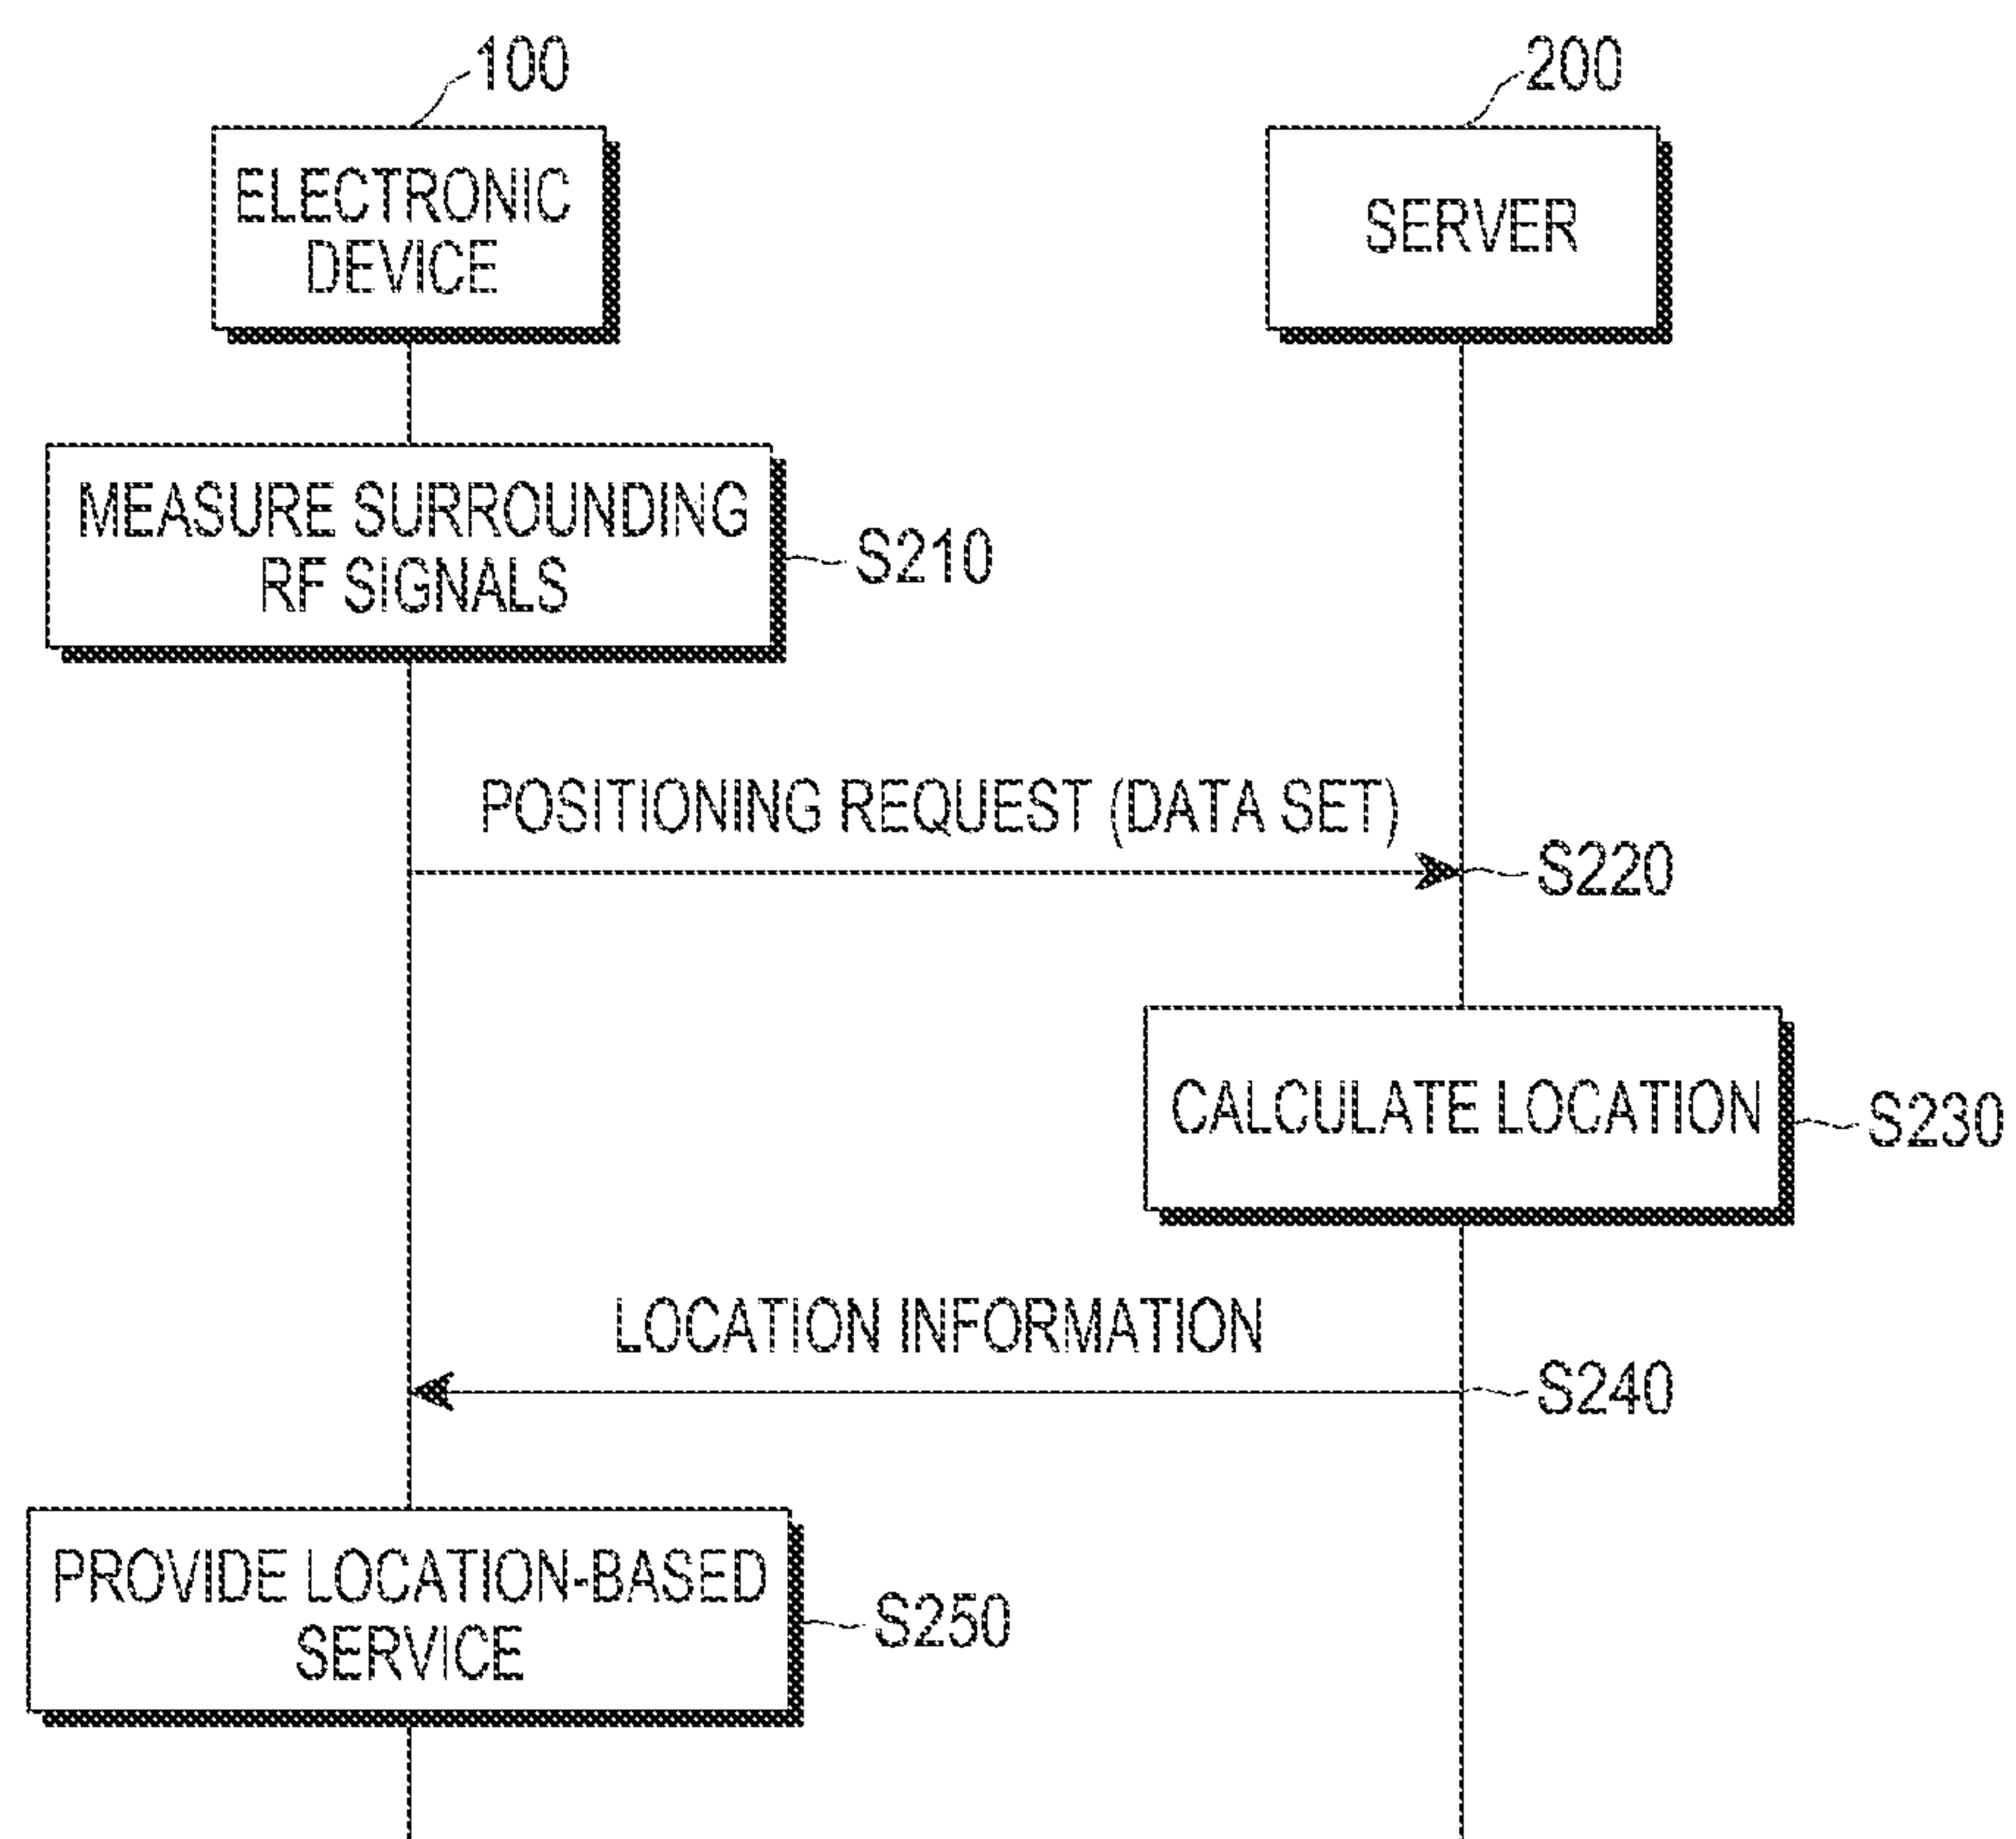 100
200
ELECTRONIC
DEVICE
SERVER
MEASURE SURROUNDING
RF SIGNALS
S210
POSITIONING REQUEST (DATA SET)
S220
CALCULATE LOCATION
S230
LOCATION INFORMATION
S240
PROVIDE LOCATION-BASED
SERVICE
S250